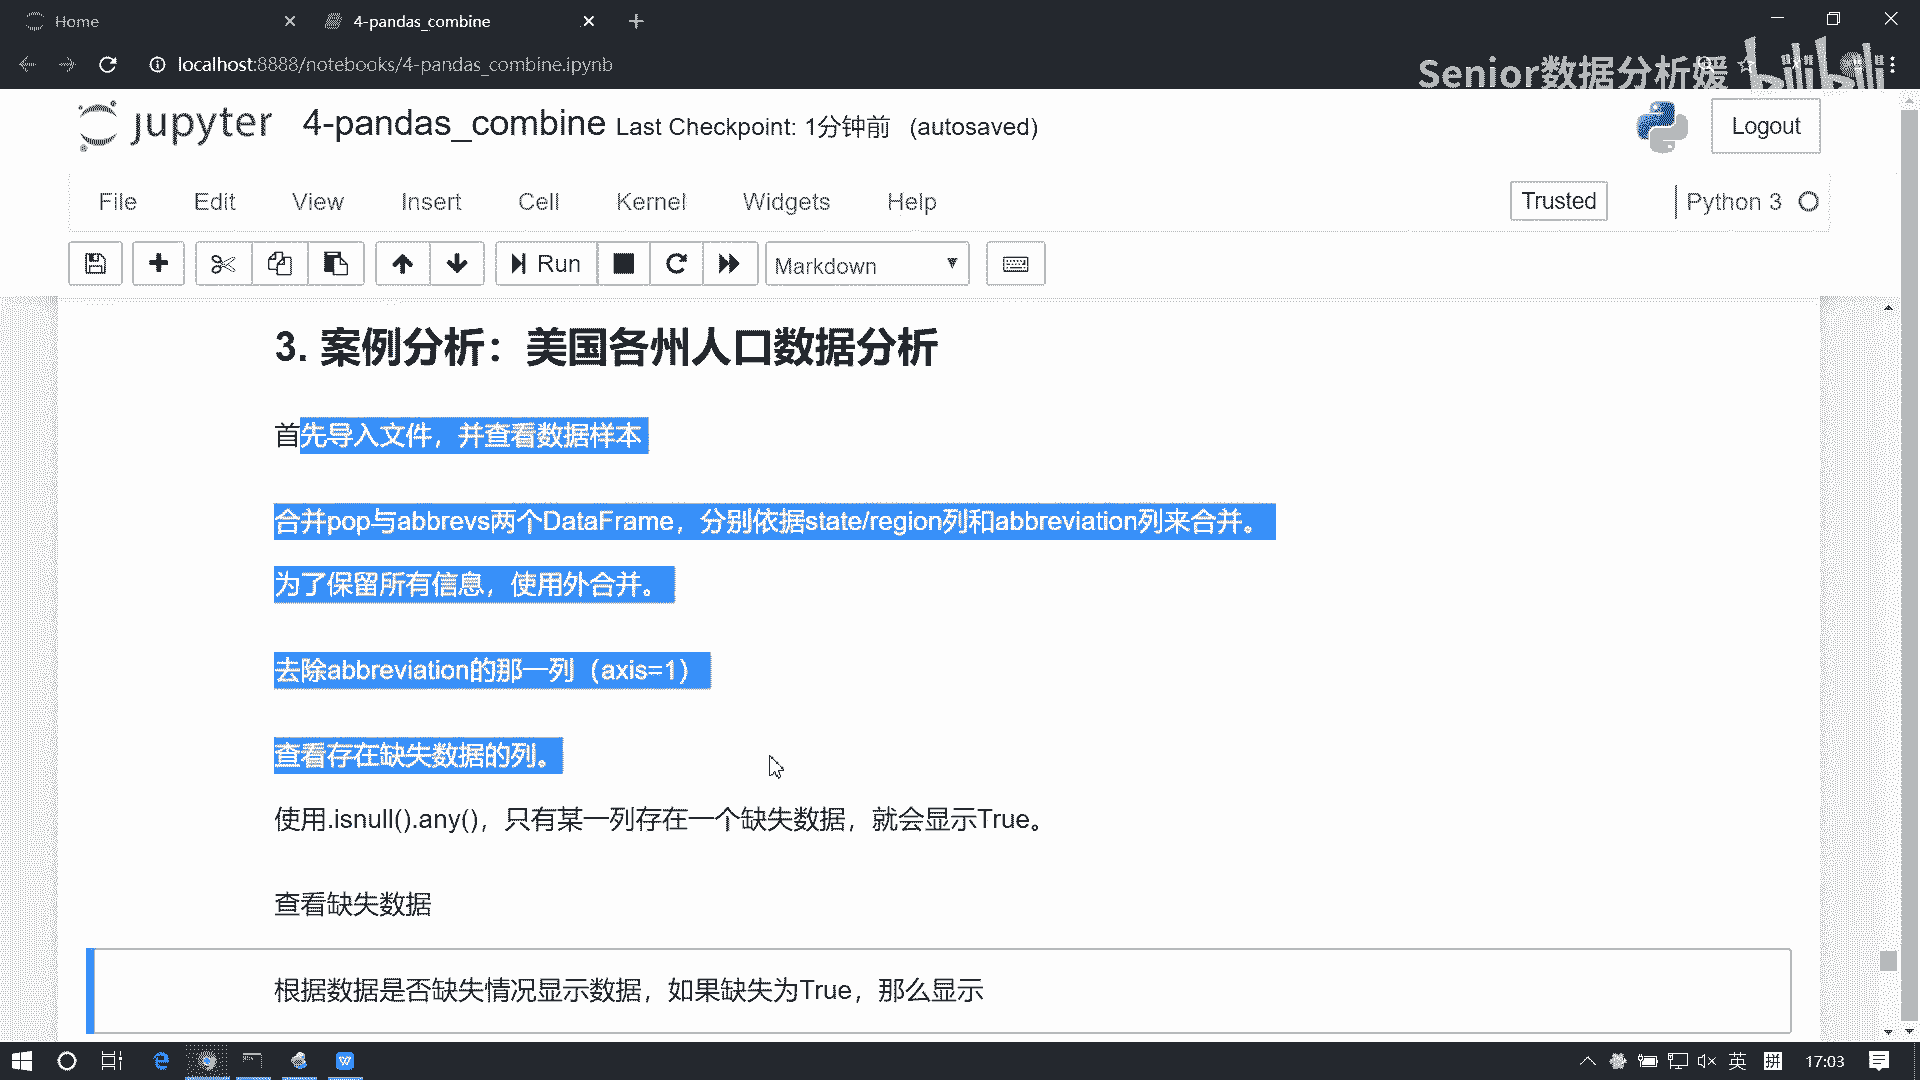 Home
4-pandas_combine
localhost:8888/notebooks/4-pandas_combine.ipynb
Senior数据分析媛
bilibili
jupyter 4-pandas_combine Last Checkpoint: 1分钟前 (autosaved)
Logout
File Edit View Insert Cell Kernel Widgets Help
Trusted
Python 3
Run
Markdown
3. 案例分析：美国各州人口数据分析
首先导入文件，并查看数据样本
合并pop与abbrevs两个DataFrame，分别依据state/region列和abbreviation列来合并。
为了保留所有信息，使用外合并。
去除abbreviation的那一列（axis=1）
查看存在缺失数据的列。
使用.isnull().any()，只有某一列存在一个缺失数据，就会显示True。
查看缺失数据
根据数据是否缺失情况显示数据，如果缺失为True，那么显示
英 拼 17:03